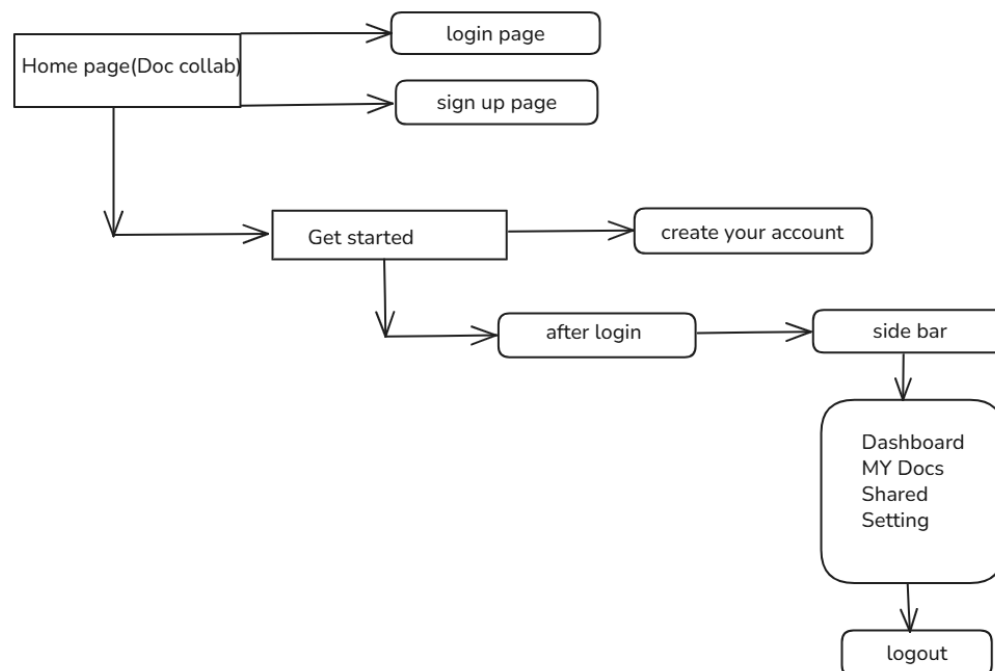 login page
Home page(Doc collab)
sign up page
Get started
create your account
after login
side bar
Dashboard
MY Docs
Shared
Setting
logout